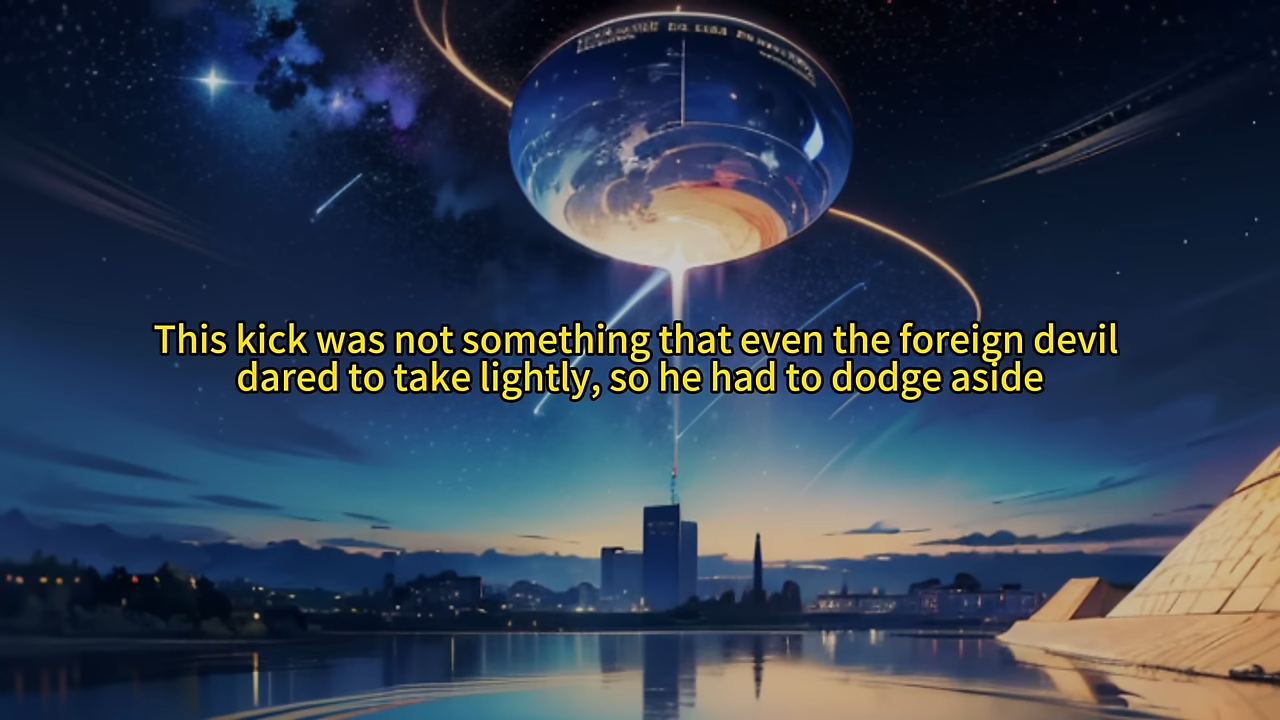 This kick was not something that even the foreign devil
dared to take lightly, so he had to dodge aside